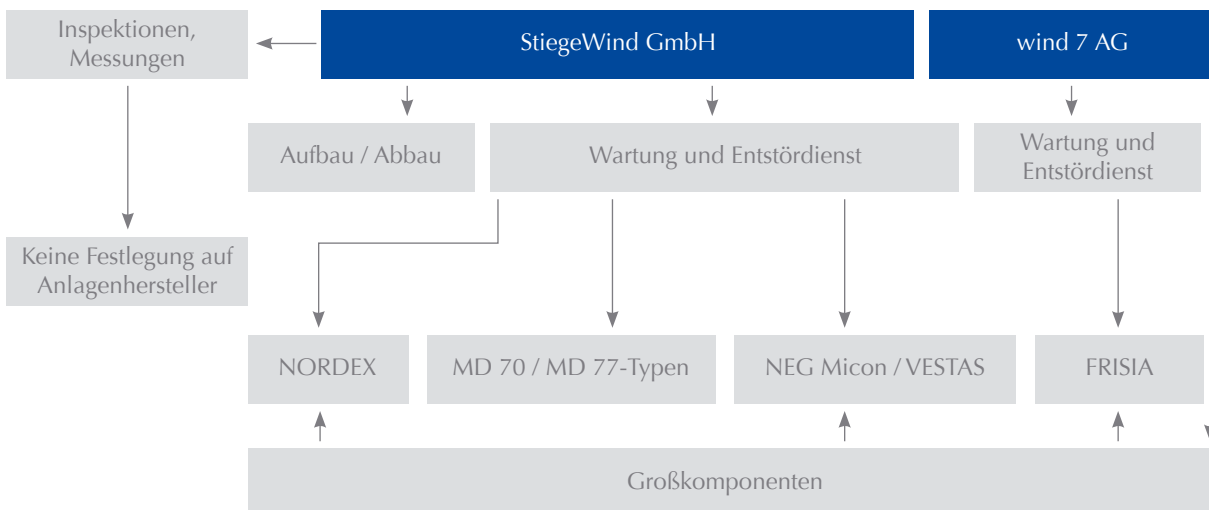 Inspektionen,
Messungen
StiegeWind GmbH
wind 7 AG
Aufbau / Abbau
Wartung und Entstördienst
Wartung und
Entstördienst
Keine Festlegung auf
Anlagenhersteller
NORDEX
MD 70 / MD 77-Typen
NEG Micon / VESTAS
FRISIA
Großkomponenten